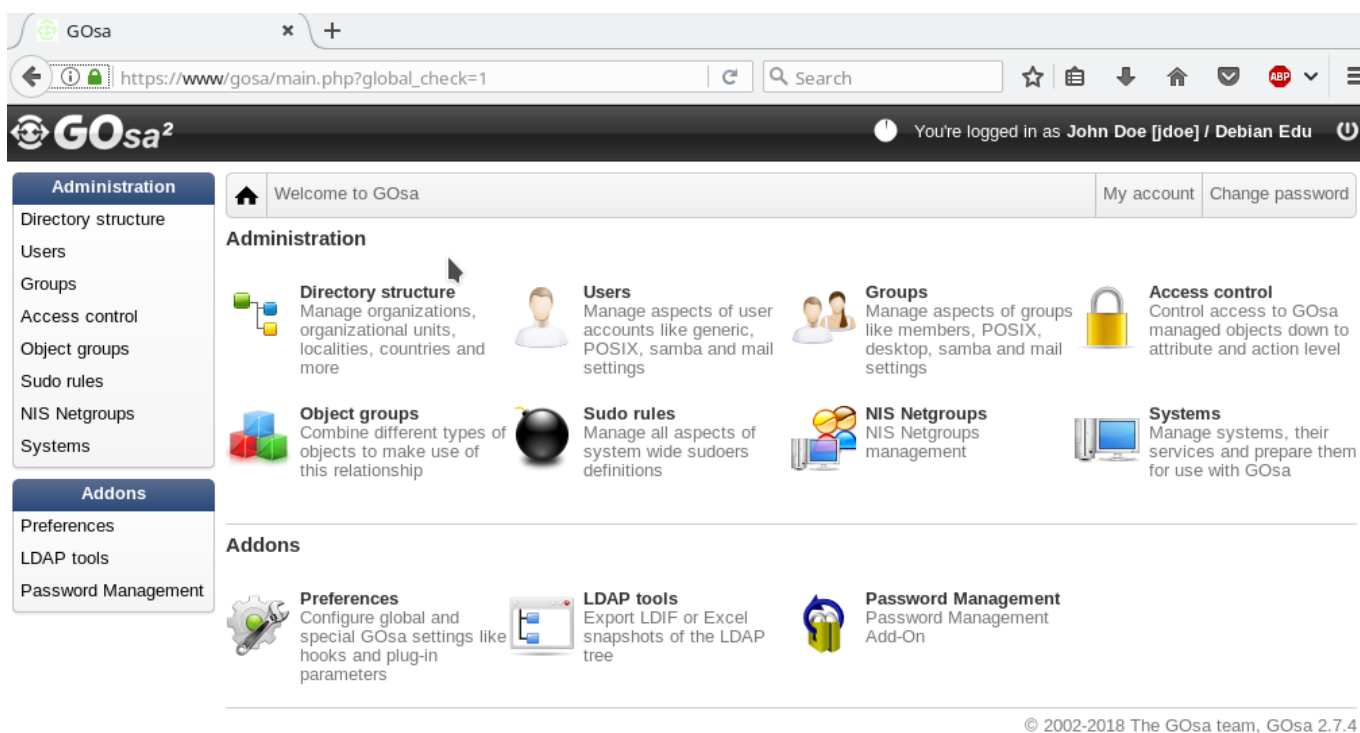 GOsa
https://www/gosa/main.php?global_check=1
Search
ABP
GOsa²
You're logged in as John Doe [jdoe] / Debian Edu
Administration
Directory structure
Users
Groups
Access control
Object groups
Sudo rules
NIS Netgroups
Systems
Addons
Preferences
LDAP tools
Password Management
Welcome to GOsa
My account
Change password
Administration
Directory structure
Manage organizations,
organizational units,
localities, countries and
more
Users
Manage aspects of user
accounts like generic,
POSIX, samba and mail
settings
Groups
Manage aspects of groups
like members, POSIX,
desktop, samba and mail
settings
Access control
Control access to GOsa
managed objects down to
attribute and action level
Object groups
Combine different types of
objects to make use of
this relationship
Sudo rules
Manage all aspects of
system wide sudoers
definitions
NIS Netgroups
NIS Netgroups
management
Systems
Manage systems, their
services and prepare them
for use with GOsa
Addons
Preferences
Configure global and
special GOsa settings like
hooks and plug-in
parameters
LDAP tools
Export LDIF or Excel
snapshots of the LDAP
tree
Password Management
Password Management
Add-On
© 2002-2018 The GOsa team, GOsa 2.7.4